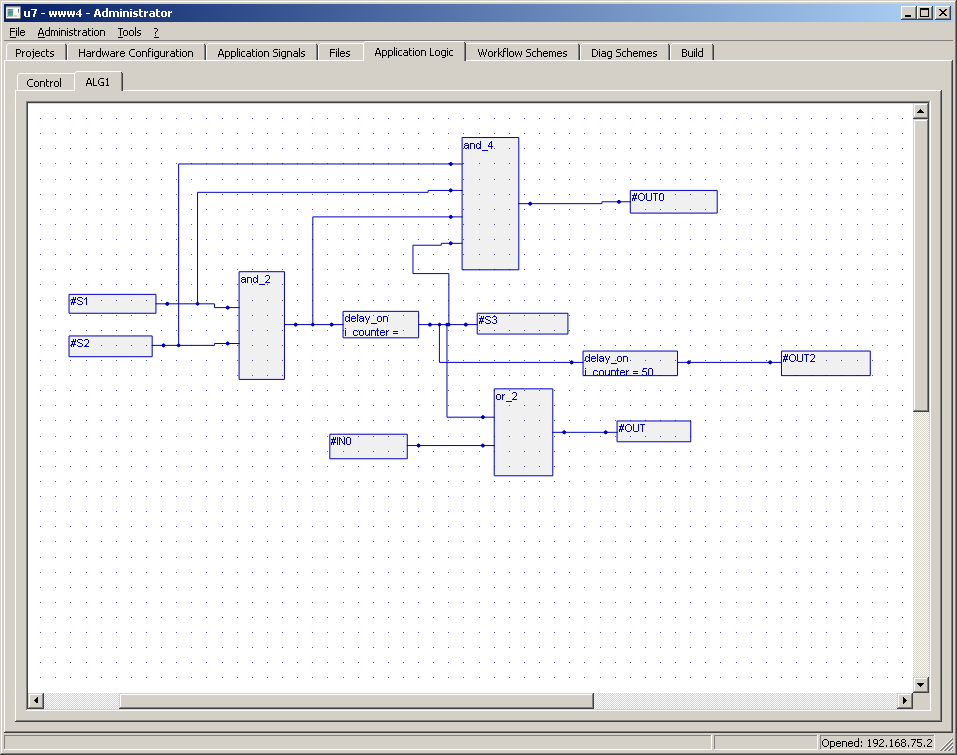 u7 - www4 - Administrator
File Administration Tools ?
Projects Hardware Configuration Application Signals Files Application Logic Workflow Schemes Diag Schemes Build
Control ALG1
and_4
#OUT0
and_2
#S1
delay_on
i_counter =
#S3
#S2
delay_on
i_counter = 50
#OUT2
or_2
#OUT
#IN0
Opened: 192.168.75.2